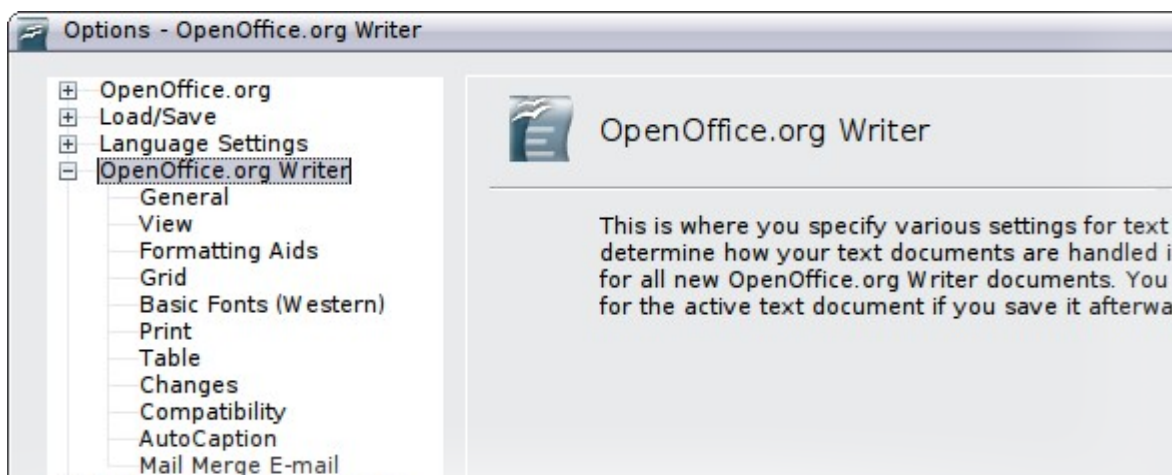 Options - OpenOffice.org Writer
OpenOffice.org
Load/Save
Language Settings
OpenOffice.org Writer
General
View
Formatting Aids
Grid
Basic Fonts (Western)
Print
Table
Changes
Compatibility
AutoCaption
Mail Merge E-mail
OpenOffice.org Writer
This is where you specify various settings for text
determine how your text documents are handled i
for all new OpenOffice.org Writer documents. You
for the active text document if you save it afterwa